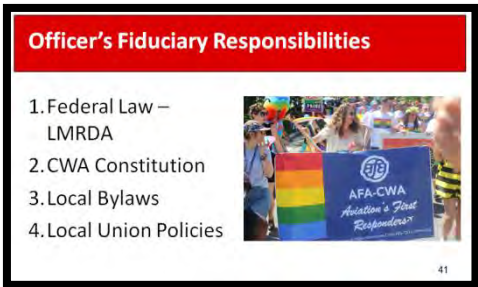 Officer's Fiduciary Responsibilities
1. Federal Law –
LMRDA
2. CWA Constitution
3. Local Bylaws
4. Local Union Policies
AFA-CWA
Aviation's First
Responders
41